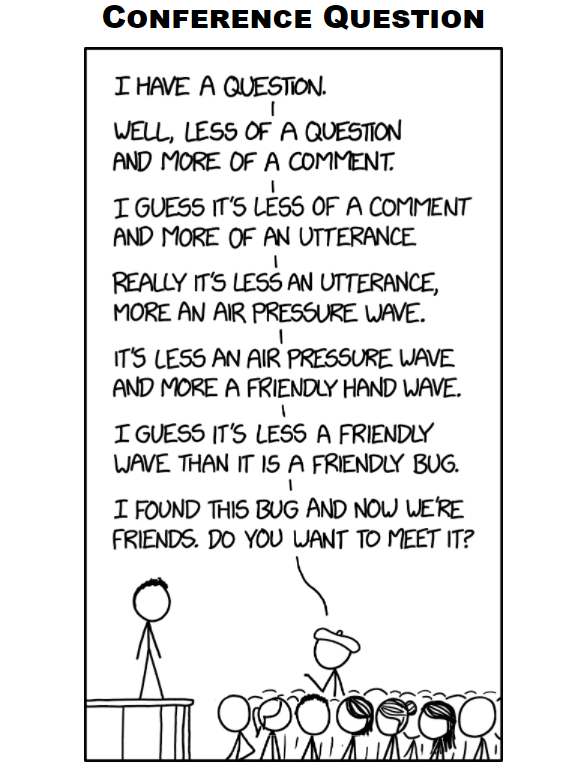 CONFERENCE QUESTION
I HAVE A QUESTION.
WELL, LESS OF A QUESTION
AND MORE OF A COMMENT.
I GUESS IT'S LESS OF A COMMENT
AND MORE OF AN UTTERANCE
REALLY IT'S LESS AN UTTERANCE,
MORE AN AIR PRESSURE WAVE.
IT'S LESS AN AIR PRESSURE WAVE
AND MORE A FRIENDLY HAND WAVE.
I GUESS IT'S LESS A FRIENDLY
WAVE THAN IT IS A FRIENDLY BUG.
I FOUND THIS BUG AND NOW WE'RE
FRIENDS. DO YOU WANT TO MEET IT?